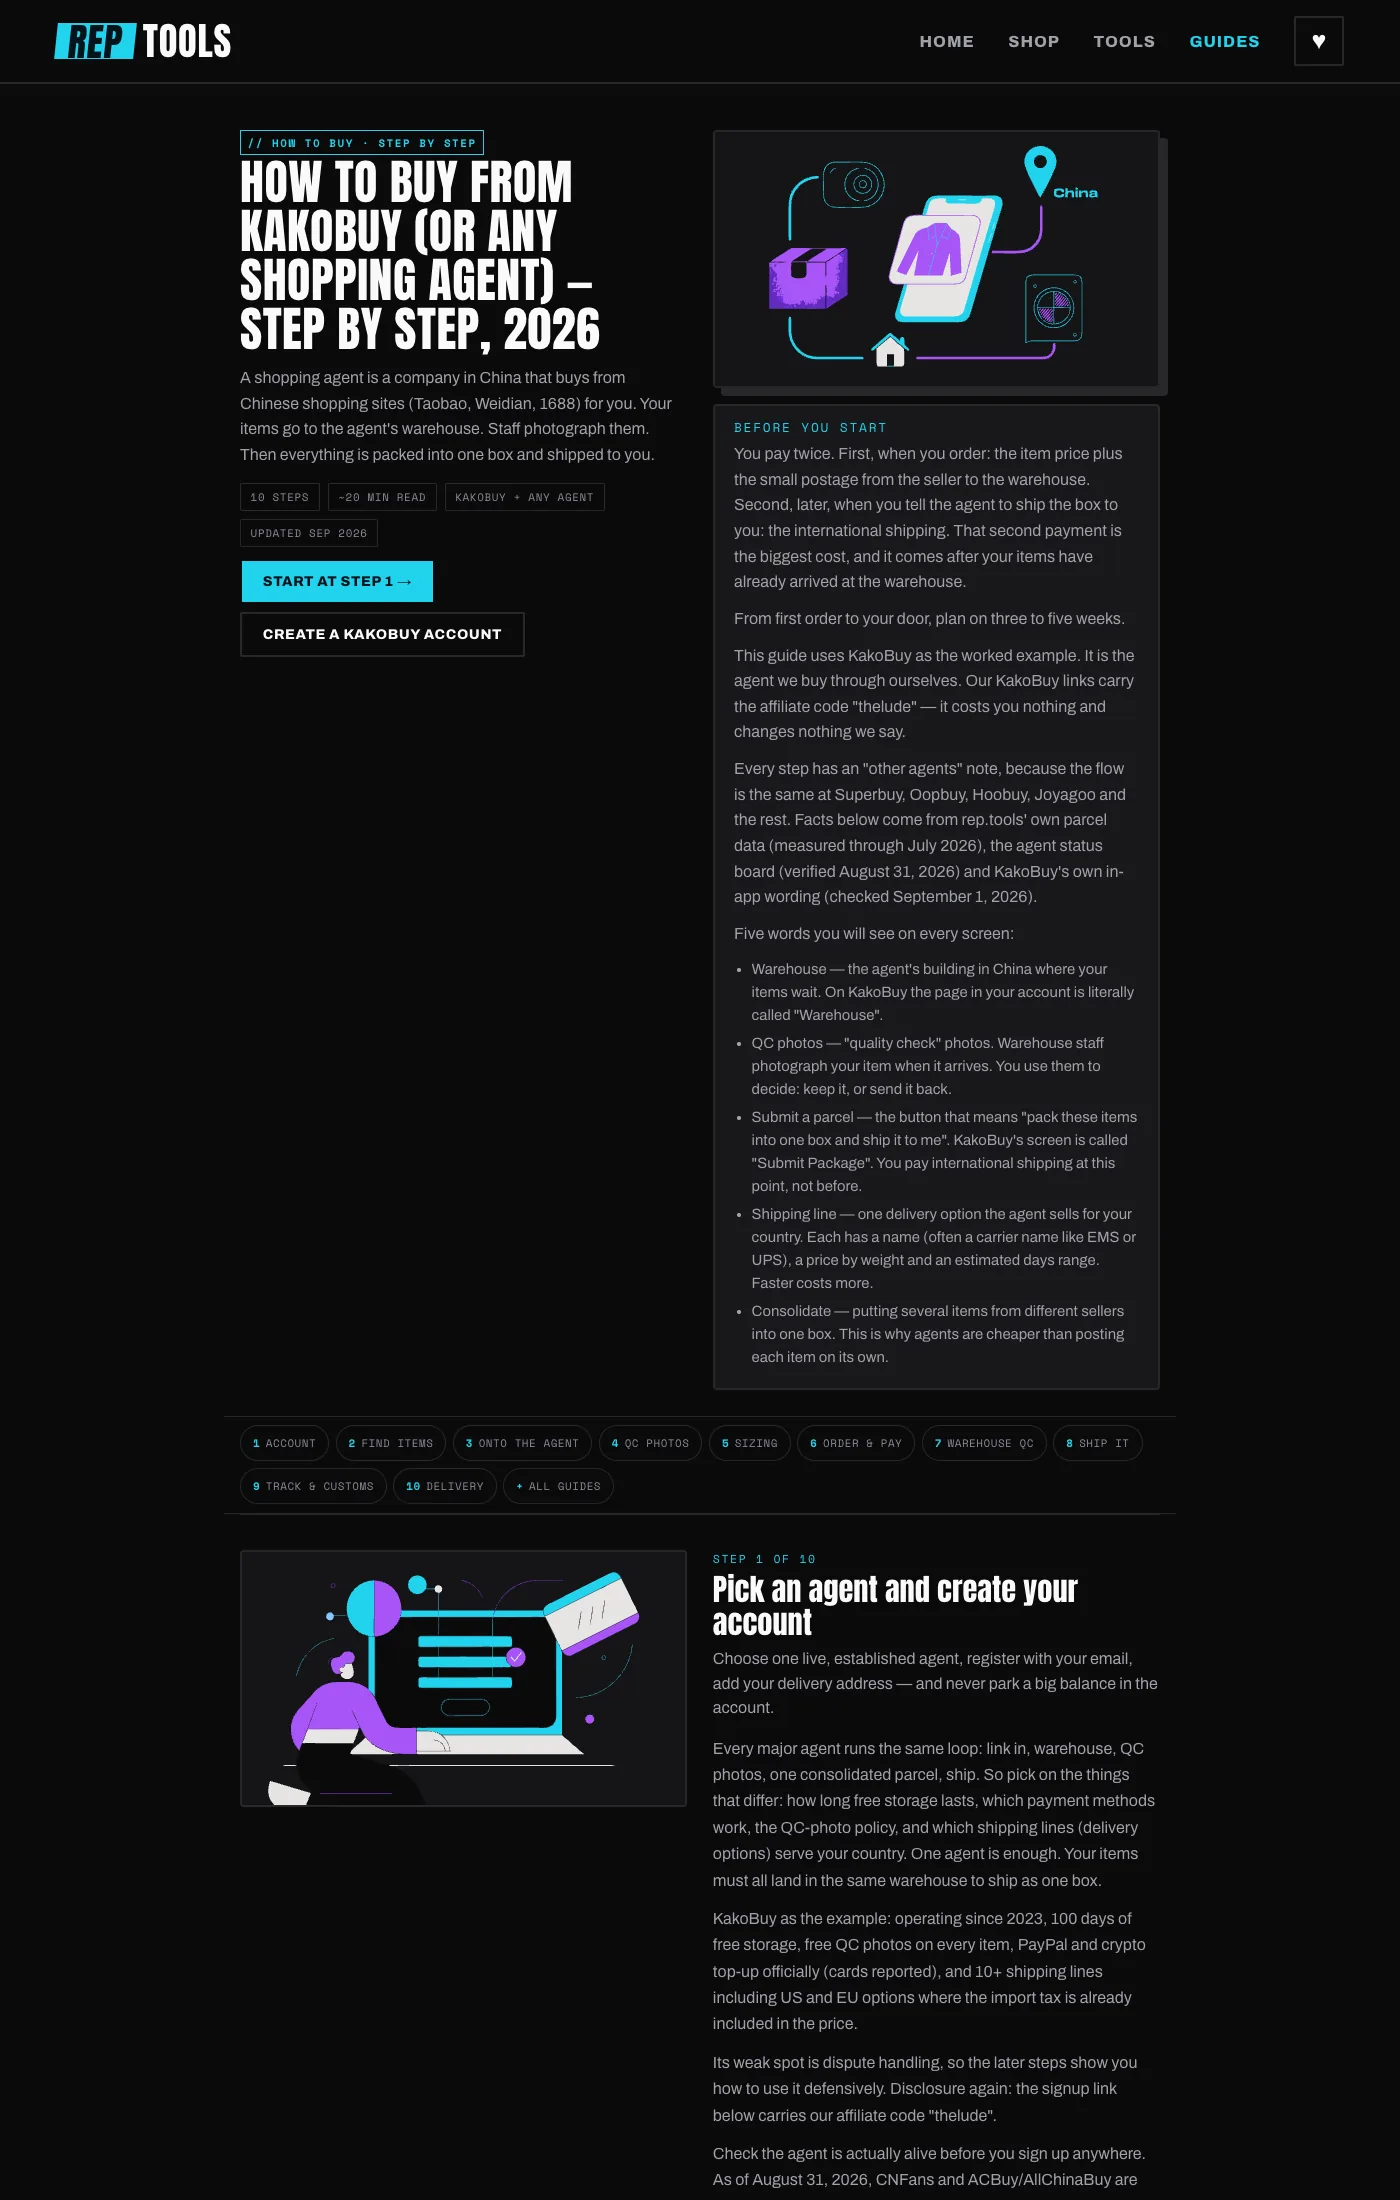 REP TOOLS
HOME SHOP TOOLS GUIDES ♥
// HOW TO BUY · STEP BY STEP
HOW TO BUY FROM
KAKOBUY (OR ANY
SHOPPING AGENT) —
STEP BY STEP, 2026
A shopping agent is a company in China that buys from
Chinese shopping sites (Taobao, Weidian, 1688) for you. Your
items go to the agent's warehouse. Staff photograph them.
Then everything is packed into one box and shipped to you.
10 STEPS ~20 MIN READ KAKOBUY + ANY AGENT
UPDATED SEP 2026
START AT STEP 1 →
CREATE A KAKOBUY ACCOUNT
China
BEFORE YOU START
You pay twice. First, when you order: the item price plus
the small postage from the seller to the warehouse.
Second, later, when you tell the agent to ship the box to
you: the international shipping. That second payment is
the biggest cost, and it comes after your items have
already arrived at the warehouse.
From first order to your door, plan on three to five weeks.
This guide uses KakoBuy as the worked example. It is the
agent we buy through ourselves. Our KakoBuy links carry
the affiliate code "thelude" — it costs you nothing and
changes nothing we say.
Every step has an "other agents" note, because the flow
is the same at Superbuy, Oopbuy, Hoobuy, Joyagoo and
the rest. Facts below come from rep.tools' own parcel
data (measured through July 2026), the agent status
board (verified August 31, 2026) and KakoBuy's own in-
app wording (checked September 1, 2026).
Five words you will see on every screen:
• Warehouse — the agent's building in China where your
items wait. On KakoBuy the page in your account is literally
called "Warehouse".
• QC photos — "quality check" photos. Warehouse staff
photograph your item when it arrives. You use them to
decide: keep it, or send it back.
• Submit a parcel — the button that means "pack these items
into one box and ship it to me". KakoBuy's screen is called
"Submit Package". You pay international shipping at this
point, not before.
• Shipping line — one delivery option the agent sells for your
country. Each has a name (often a carrier name like EMS or
UPS), a price by weight and an estimated days range.
Faster costs more.
• Consolidate — putting several items from different sellers
into one box. This is why agents are cheaper than posting
each item on its own.
1 ACCOUNT 2 FIND ITEMS 3 ONTO THE AGENT 4 QC PHOTOS 5 SIZING 6 ORDER & PAY 7 WAREHOUSE QC 8 SHIP IT
9 TRACK & CUSTOMS 10 DELIVERY + ALL GUIDES
STEP 1 OF 10
Pick an agent and create your
account
Choose one live, established agent, register with your email,
add your delivery address — and never park a big balance in the
account.
Every major agent runs the same loop: link in, warehouse, QC
photos, one consolidated parcel, ship. So pick on the things
that differ: how long free storage lasts, which payment methods
work, the QC-photo policy, and which shipping lines (delivery
options) serve your country. One agent is enough. Your items
must all land in the same warehouse to ship as one box.
KakoBuy as the example: operating since 2023, 100 days of
free storage, free QC photos on every item, PayPal and crypto
top-up officially (cards reported), and 10+ shipping lines
including US and EU options where the import tax is already
included in the price.
Its weak spot is dispute handling, so the later steps show you
how to use it defensively. Disclosure again: the signup link
below carries our affiliate code "thelude".
Check the agent is actually alive before you sign up anywhere.
As of August 31, 2026, CNFans and ACBuy/AllChinaBuy are